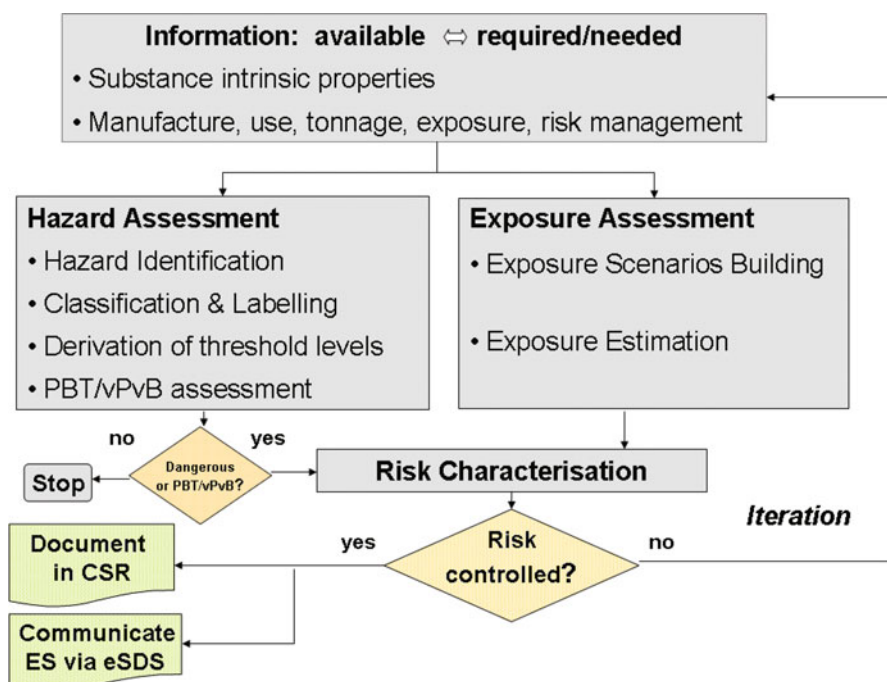 Information: available ⇔ required/needed
• Substance intrinsic properties
• Manufacture, use, tonnage, exposure, risk management
Hazard Assessment
• Hazard Identification
• Classification & Labelling
• Derivation of threshold levels
• PBT/vPvB assessment
Exposure Assessment
• Exposure Scenarios Building
• Exposure Estimation
no
yes
Dangerous
or PBT/vPvB?
Stop
Risk Characterisation
Iteration
Document
in CSR
yes
Risk
controlled?
no
Communicate
ES via eSDS